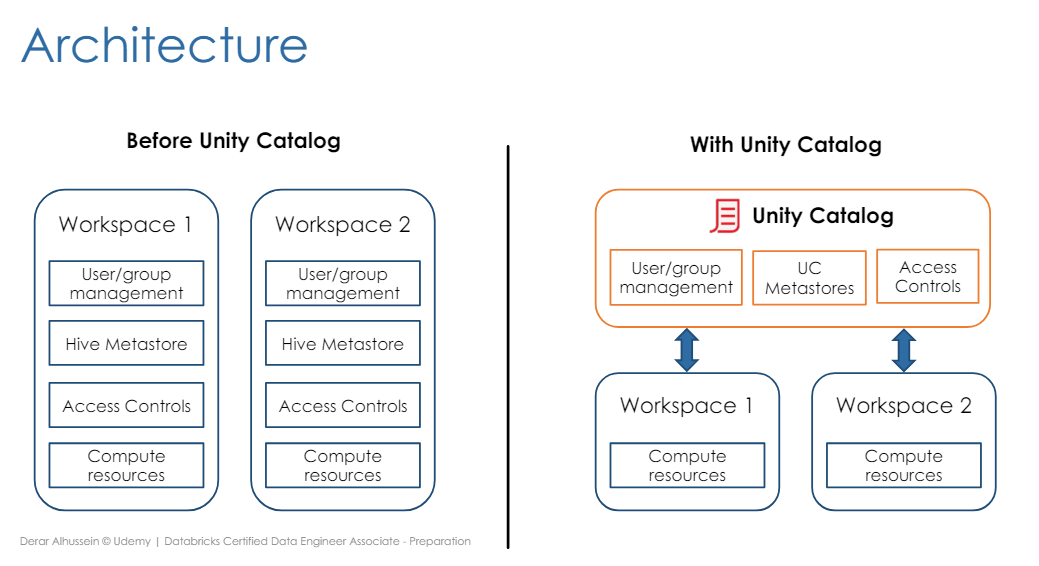 Architecture
Before Unity Catalog
Workspace 1
User/group
management
Hive Metastore
Access Controls
Compute
resources
Workspace 2
User/group
management
Hive Metastore
Access Controls
Compute
resources
With Unity Catalog
Unity Catalog
User/group
management
UC
Metastores
Access
Controls
Workspace 1
Compute
resources
Workspace 2
Compute
resources
Derar Alhussein © Udemy | Databricks Certified Data Engineer Associate - Preparation